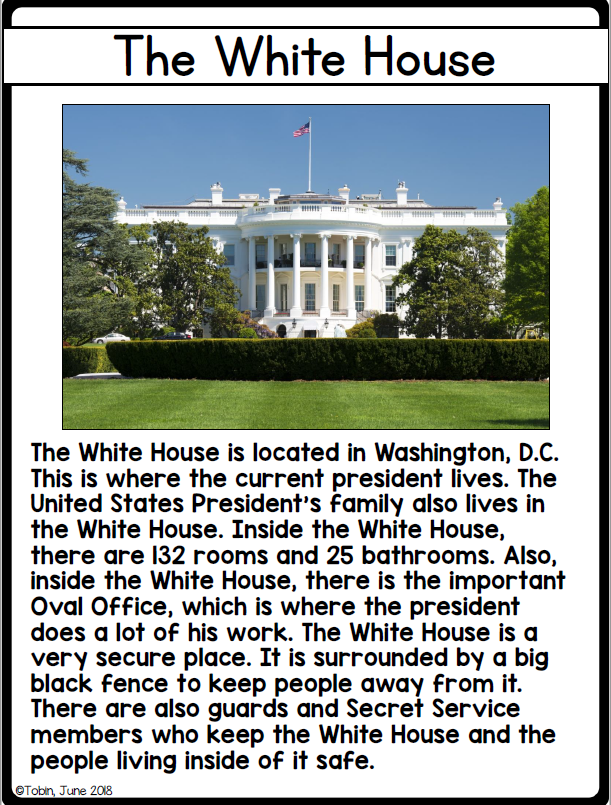 The White House
The White House is located in Washington, D.C.
This is where the current president lives. The
United States President's family also lives in
the White House. Inside the White House,
there are 132 rooms and 25 bathrooms. Also,
inside the White House, there is the important
Oval Office, which is where the president
does a lot of his work. The White House is a
very secure place. It is surrounded by a big
black fence to keep people away from it.
There are also guards and Secret Service
members who keep the White House and the
people living inside of it safe.
©Tobin, June 2018